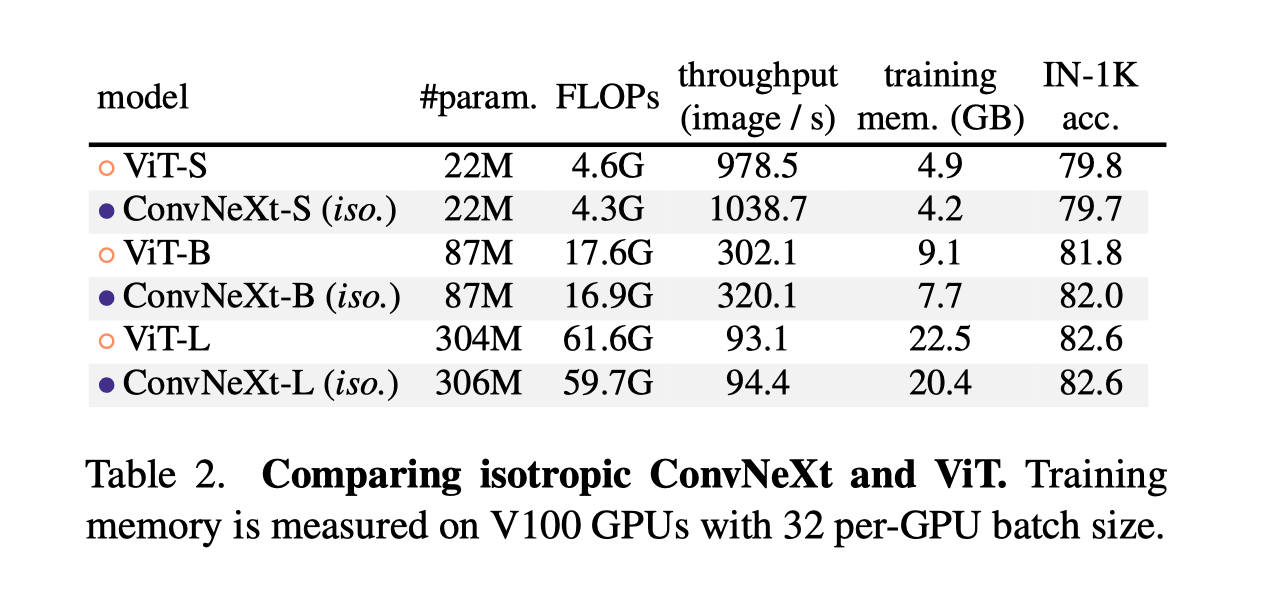 model #param. FLOPs throughput (image / s) training mem. (GB) IN-1K acc.
ViT-S 22M 4.6G 978.5 4.9 79.8
ConvNeXt-S (iso.) 22M 4.3G 1038.7 4.2 79.7
ViT-B 87M 17.6G 302.1 9.1 81.8
ConvNeXt-B (iso.) 87M 16.9G 320.1 7.7 82.0
ViT-L 304M 61.6G 93.1 22.5 82.6
ConvNeXt-L (iso.) 306M 59.7G 94.4 20.4 82.6
Table 2. Comparing isotropic ConvNeXt and ViT. Training
memory is measured on V100 GPUs with 32 per-GPU batch size.